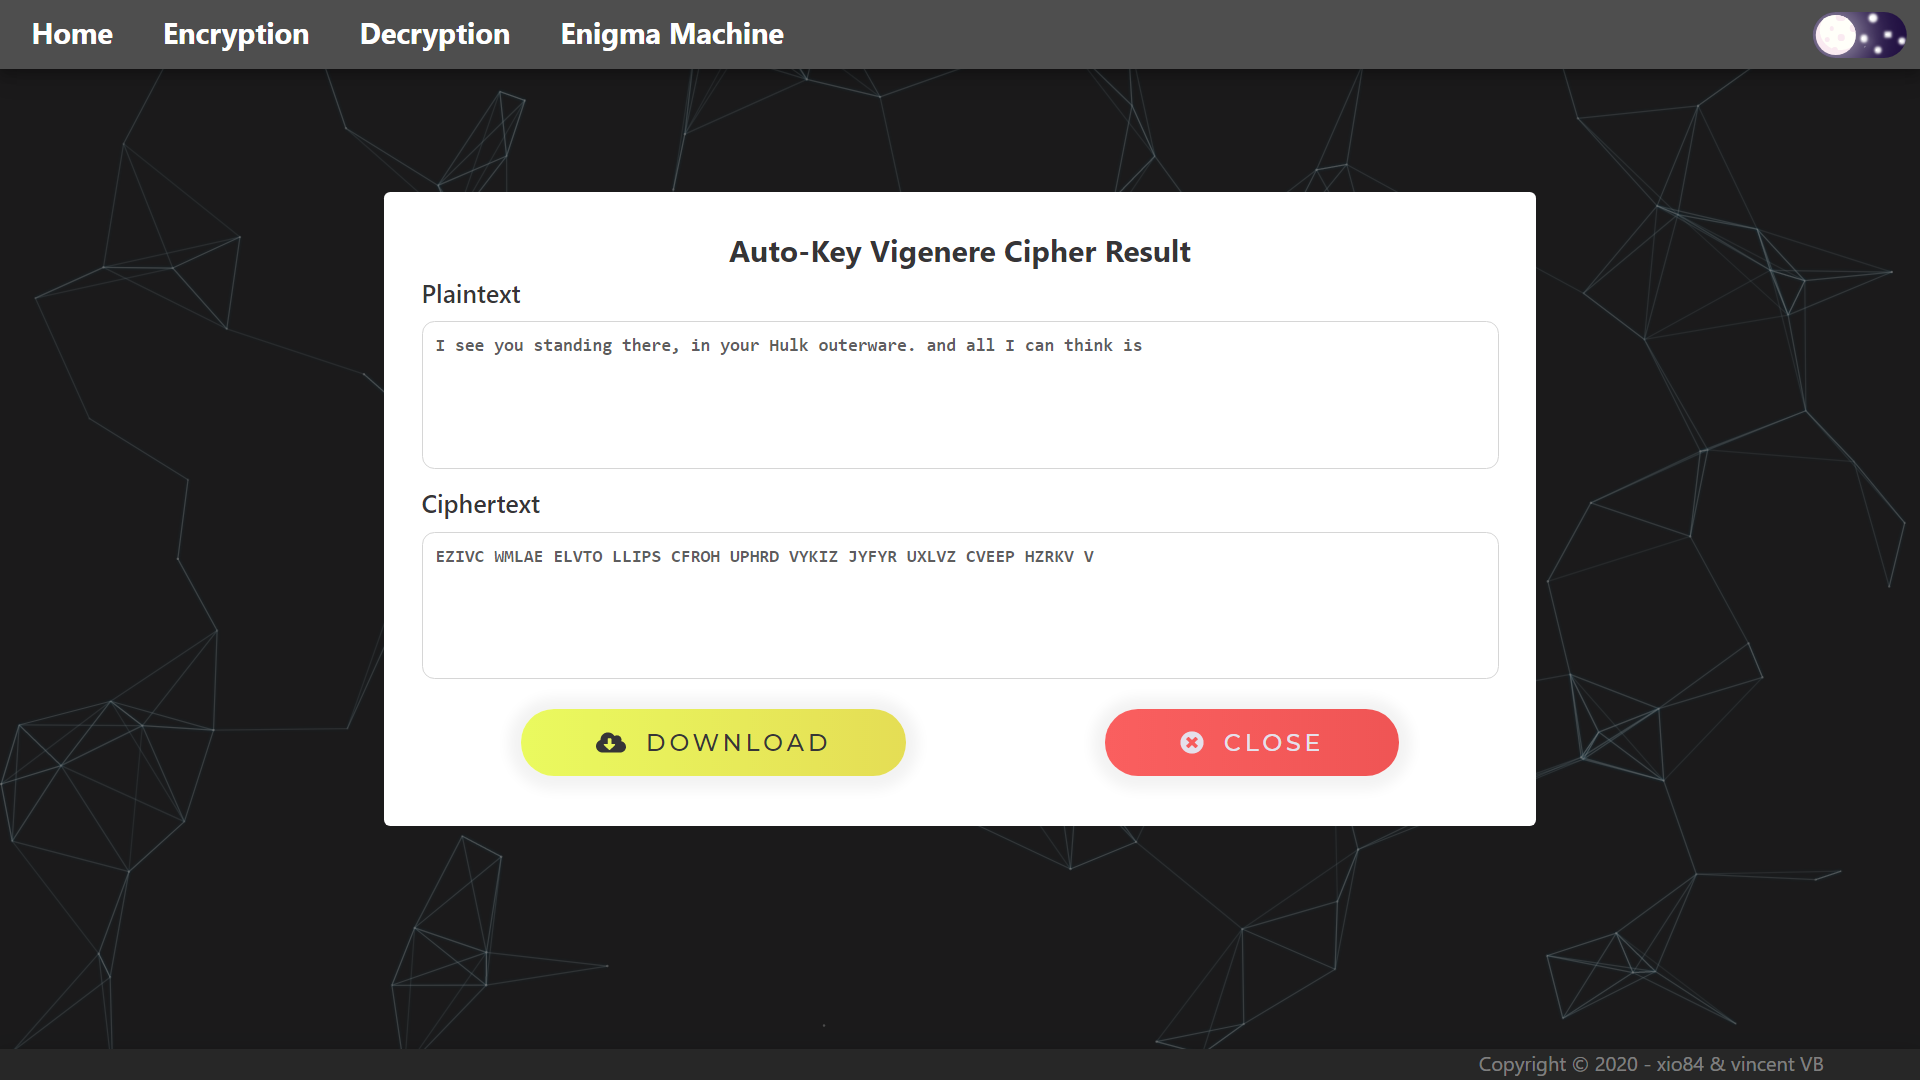 Home Encryption Decryption Enigma Machine
Auto-Key Vigenere Cipher Result
Plaintext
I see you standing there, in your Hulk outerware. and all I can think is
Ciphertext
EZIVC WMLAE ELVTO LLIPS CFROH UPHRD VYKIZ JYFYR UXLVZ CVEEP HZRKV V
DOWNLOAD CLOSE
Copyright © 2020 - xio84 & vincent VB